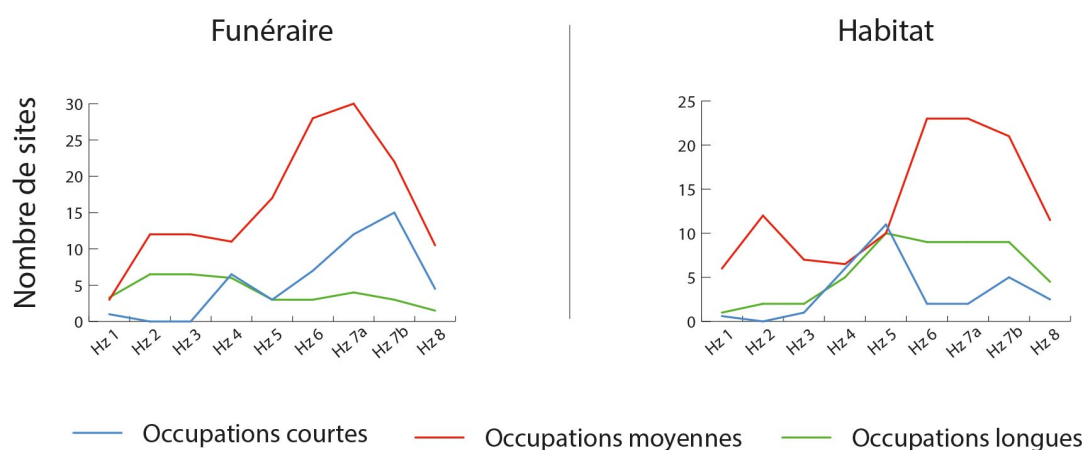 Funéraire
Habitat
Nombre de sites
30
25
20
15
10
5
0
Hz 1
Hz 2
Hz 3
Hz 4
Hz 5
Hz 6
Hz 7a
Hz 7b
Hz 8
25
20
15
10
5
0
Hz 1
Hz 2
Hz 3
Hz 4
Hz 5
Hz 6
Hz 7a
Hz 7b
Hz 8
Occupations courtes
Occupations moyennes
Occupations longues